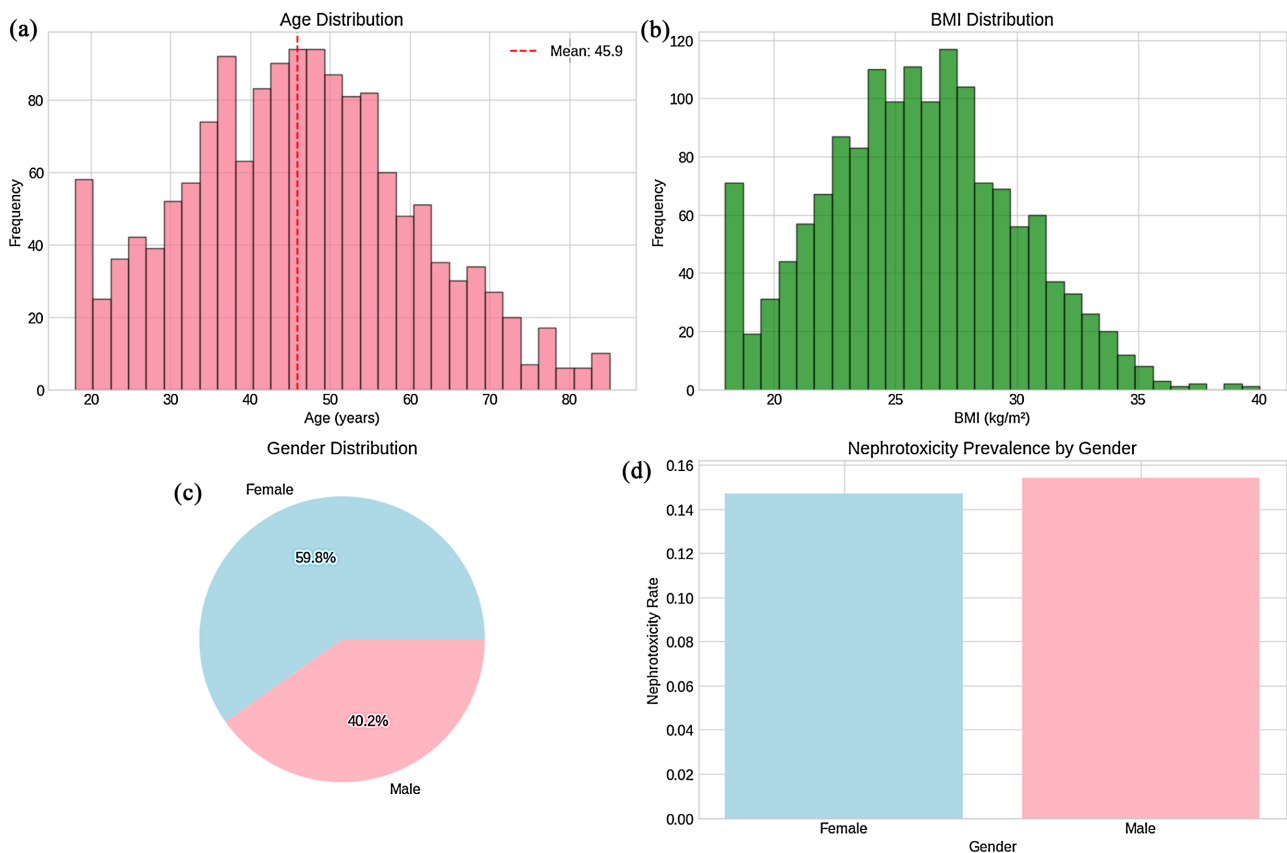 (a)
Age Distribution
Mean: 45.9
Frequency
80
60
40
20
0
20 30 40 50 60 70 80
Age (years)
(b)
BMI Distribution
Frequency
120
100
80
60
40
20
0
20 25 30 35 40
BMI (kg/m²)
Gender Distribution
(c)
Female
59.8%
40.2%
Male
(d)
Nephrotoxicity Prevalence by Gender
Nephrotoxicity Rate
0.16
0.14
0.12
0.10
0.08
0.06
0.04
0.02
0.00
Female Male
Gender